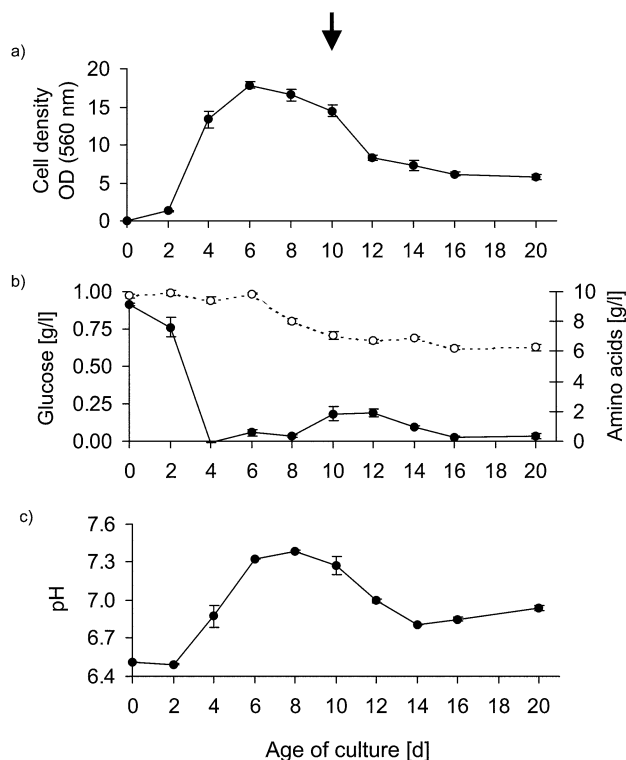 a)
Cell density
OD (560 nm)
20
15
10
5
0
0 2 4 6 8 10 12 14 16 18 20
b)
Glucose [g/l]
1.00
0.75
0.50
0.25
0.00
10
8
6
4
2
0
Amino acids [g/l]
0 2 4 6 8 10 12 14 16 18 20
c)
pH
7.6
7.3
7.0
6.7
6.4
0 2 4 6 8 10 12 14 16 18 20
Age of culture [d]